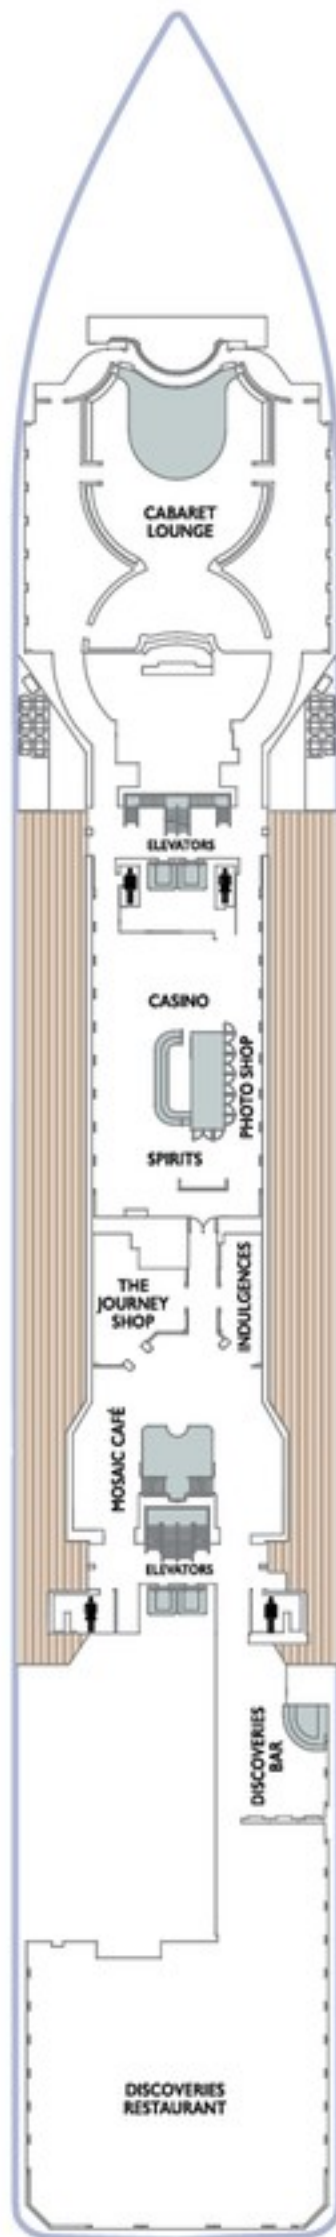 CABARET
LOUNGE
ELEVATORS
CASINO
PHOTO SHOP
SPIRITS
THE
JOURNEY
SHOP
INDULGENCES
MOSAIC CAFÉ
ELEVATORS
DISCOVERIES
BAR
DISCOVERIES
RESTAURANT